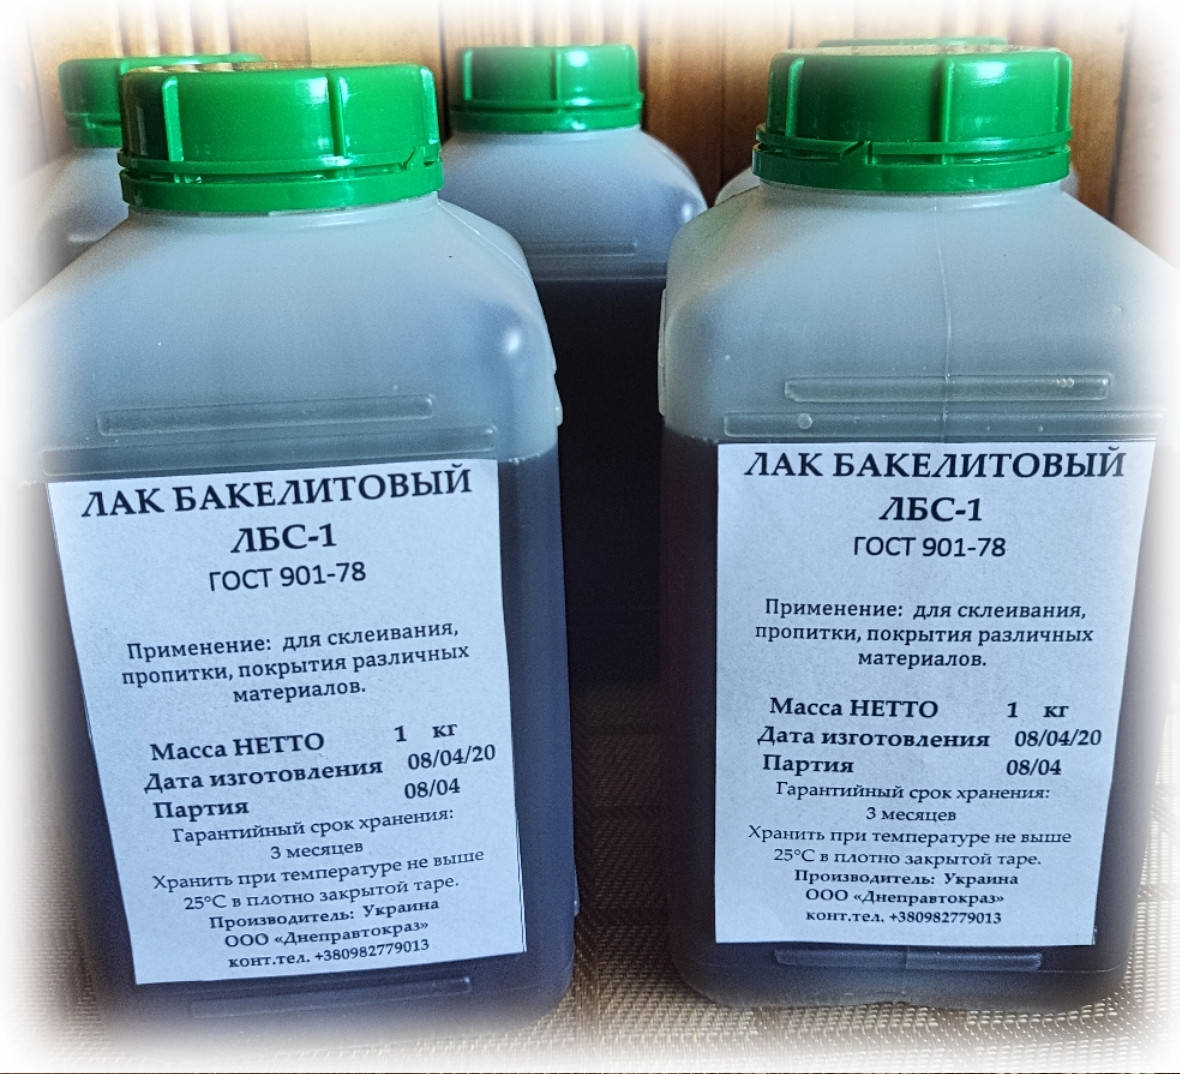 ЛАК БАКЕЛИТОВЫЙ
ЛБС-1
ГОСТ 901-78
Применение: для склеивания,
пропитки, покрытия различных
материалов.
Масса НЕТТО 1 кг
Дата изготовления 08/04/20
Партия 08/04
Гарантийный срок хранения:
3 месяцев
Хранить при температуре не выше
25°С в плотно закрытой таре.
Производитель: Украина
ООО «Днеправтокраз»
конт.тел. +380982779013
ЛАК БАКЕЛИТОВЫЙ
ЛБС-1
ГОСТ 901-78
Применение: для склеивания,
пропитки, покрытия различных
материалов.
Масса НЕТТО 1 кг
Дата изготовления 08/04/20
Партия 08/04
Гарантийный срок хранения:
3 месяцев
Хранить при температуре не выше
25°С в плотно закрытой таре.
Производитель: Украина
ООО «Днеправтокраз»
конт.тел. +380982779013